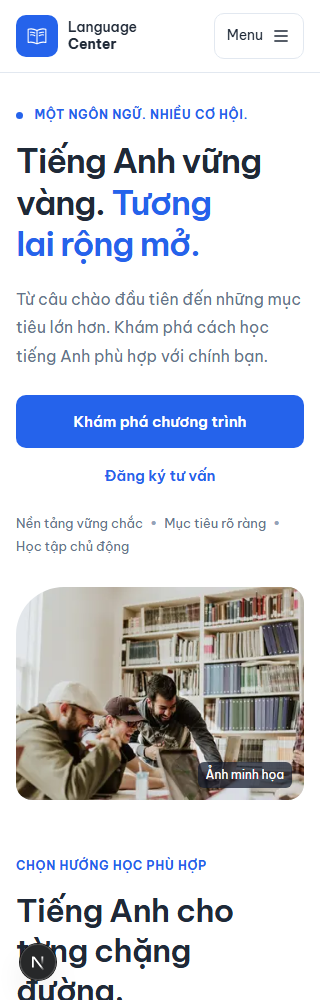 Language
Center
Menu
MỘT NGÔN NGỮ. NHIỀU CƠ HỘI.
Tiếng Anh vững
vàng. Tương
lai rộng mở.
Từ câu chào đầu tiên đến những mục
tiêu lớn hơn. Khám phá cách học
tiếng Anh phù hợp với chính bạn.
Khám phá chương trình
Đăng ký tư vấn
Nền tảng vững chắc • Mục tiêu rõ ràng •
Học tập chủ động
Ảnh minh họa
CHỌN HƯỚNG HỌC PHÙ HỢP
Tiếng Anh cho
từng chặng
đường.
N